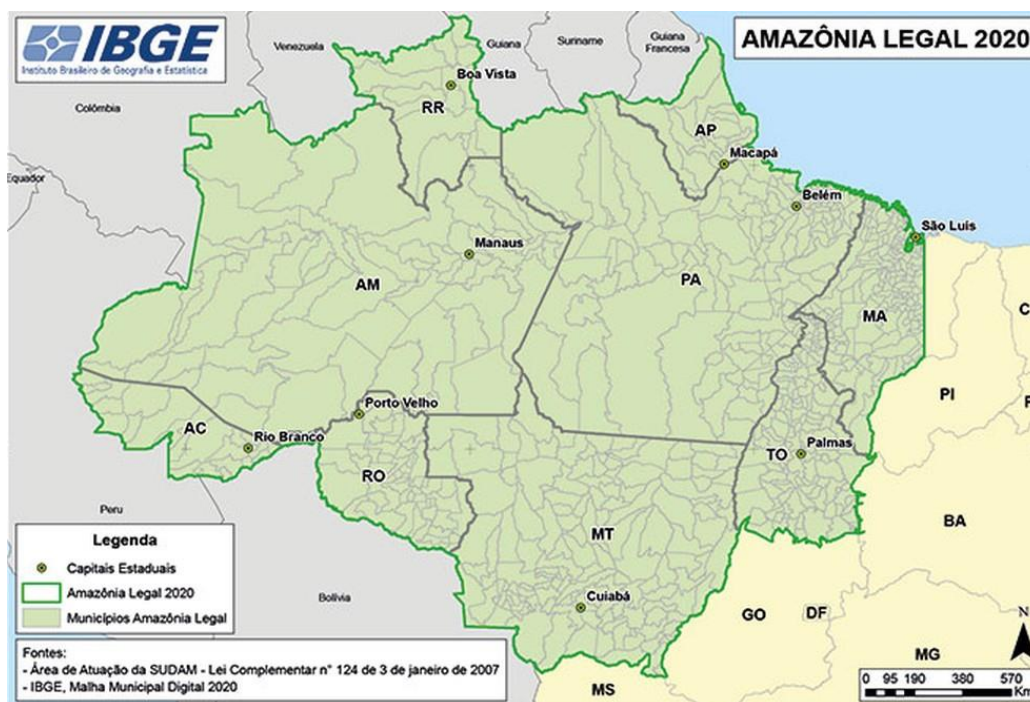 IBGE
Instituto Brasileiro de Geografia e Estatística
AMAZÔNIA LEGAL 2020
Venezuela
Guiana
Suriname
Guiana
Francesa
Colômbia
Equador
Boa Vista
RR
AP
Macapá
Belém
São Luís
Manaus
AM
PA
MA
C
PI
Porto Velho
AC
Rio Branco
RO
Palmas
TO
Peru
MT
BA
Bolívia
Cuiabá
GO
DF
MG
MS
Legenda
Capitais Estaduais
Amazônia Legal 2020
Municípios Amazônia Legal
Fontes:
- Área de Atuação da SUDAM - Lei Complementar n° 124 de 3 de janeiro de 2007
- IBGE, Malha Municipal Digital 2020
N
0 95 190 380 570
Km